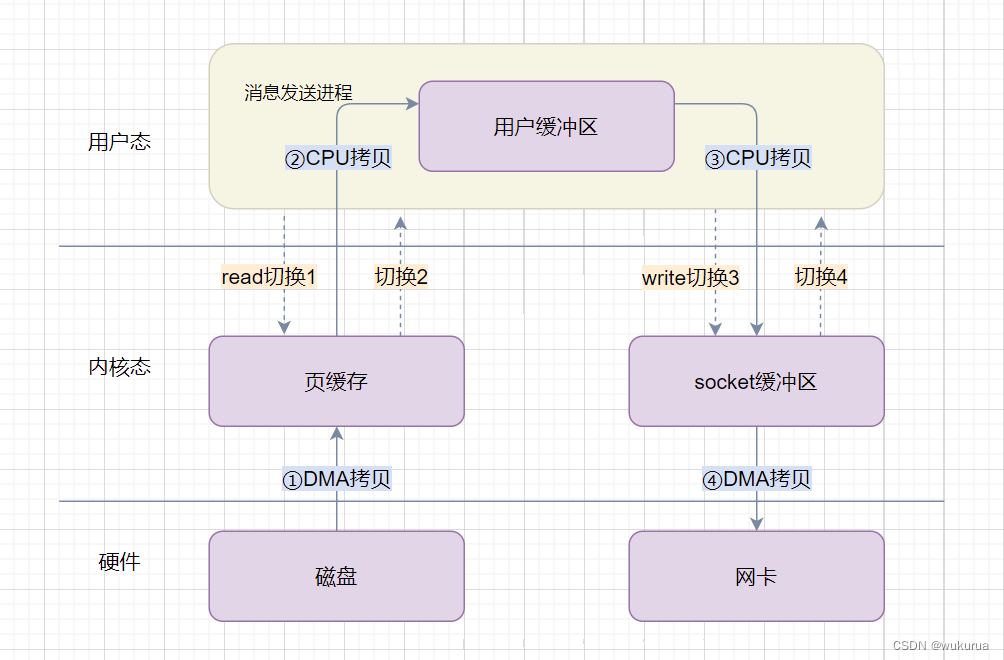 消息发送进程
用户缓冲区
用户态
②CPU拷贝
③CPU拷贝
read切换1
切换2
write切换3
切换4
内核态
页缓存
socket缓冲区
①DMA拷贝
④DMA拷贝
硬件
磁盘
网卡
CSDN @wukurua